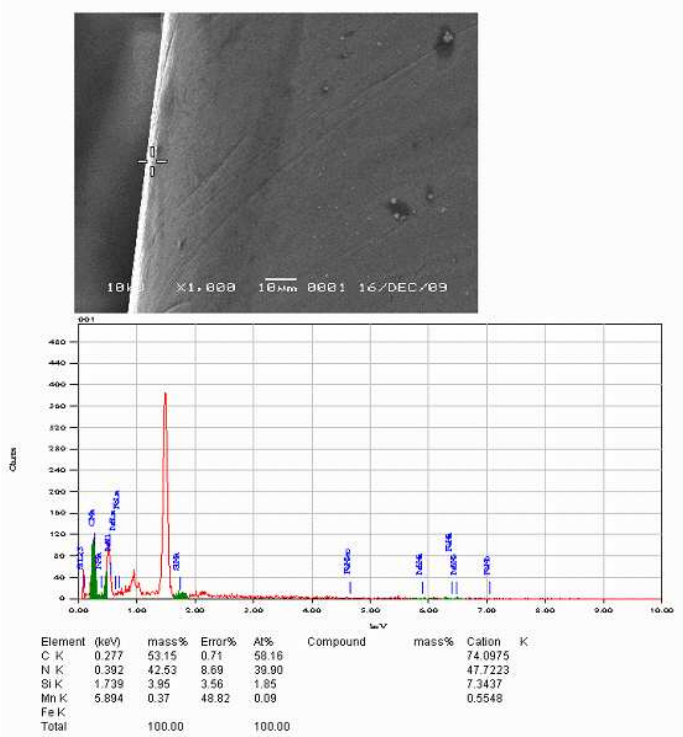 10kU X1,000 10µm 0001 16/DEC/09
001
480
440
400
360
320
280
240
200
160
120
80
40
0
Counts
CKa
SiKa
0.00 1.00 2.00 3.00 4.00 5.00 6.00 7.00 8.00 9.00 10.00
keV
Element (keV) mass% Error% At% Compound mass% Cation K
C K 0.277 53.15 0.71 58.16 74.0975
N K 0.392 42.53 8.69 39.90 47.7223
Si K 1.739 3.95 3.56 1.85 7.3437
Mn K 5.894 0.37 48.82 0.09 0.5548
Fe K
Total 100.00 100.00